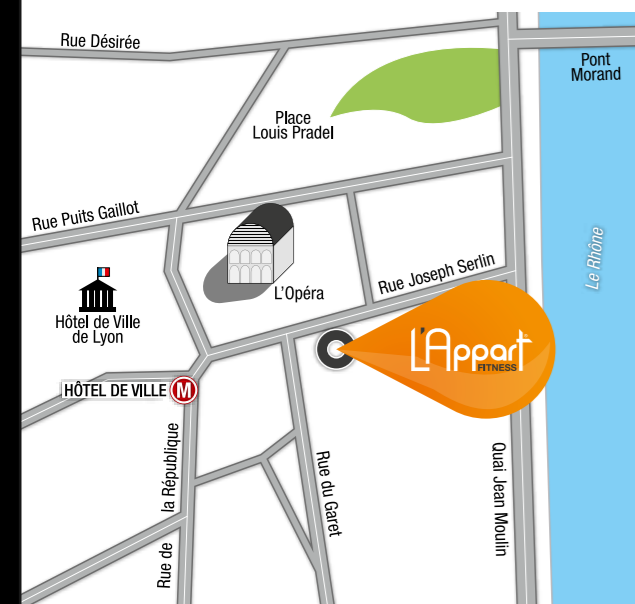 Rue Désirée
Pont
Morand
Place
Louis Pradel
Rue Puits Gaillot
Le Rhône
Rue Joseph Serlin
L'Opéra
Hôtel de Ville
de Lyon
L'Appart
FITNESS
HÔTEL DE VILLE M
Rue de la République
Rue du Garet
Quai Jean Moulin